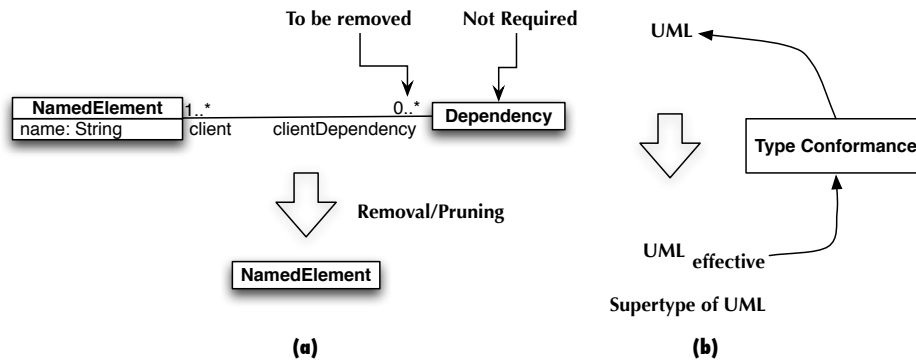 To be removed
Not Required
NamedElement
name: String
1..*
client
0..*
clientDependency
Dependency
Removal/Pruning
NamedElement
(a)
UML
Type Conformance
UML effective
Supertype of UML
(b)